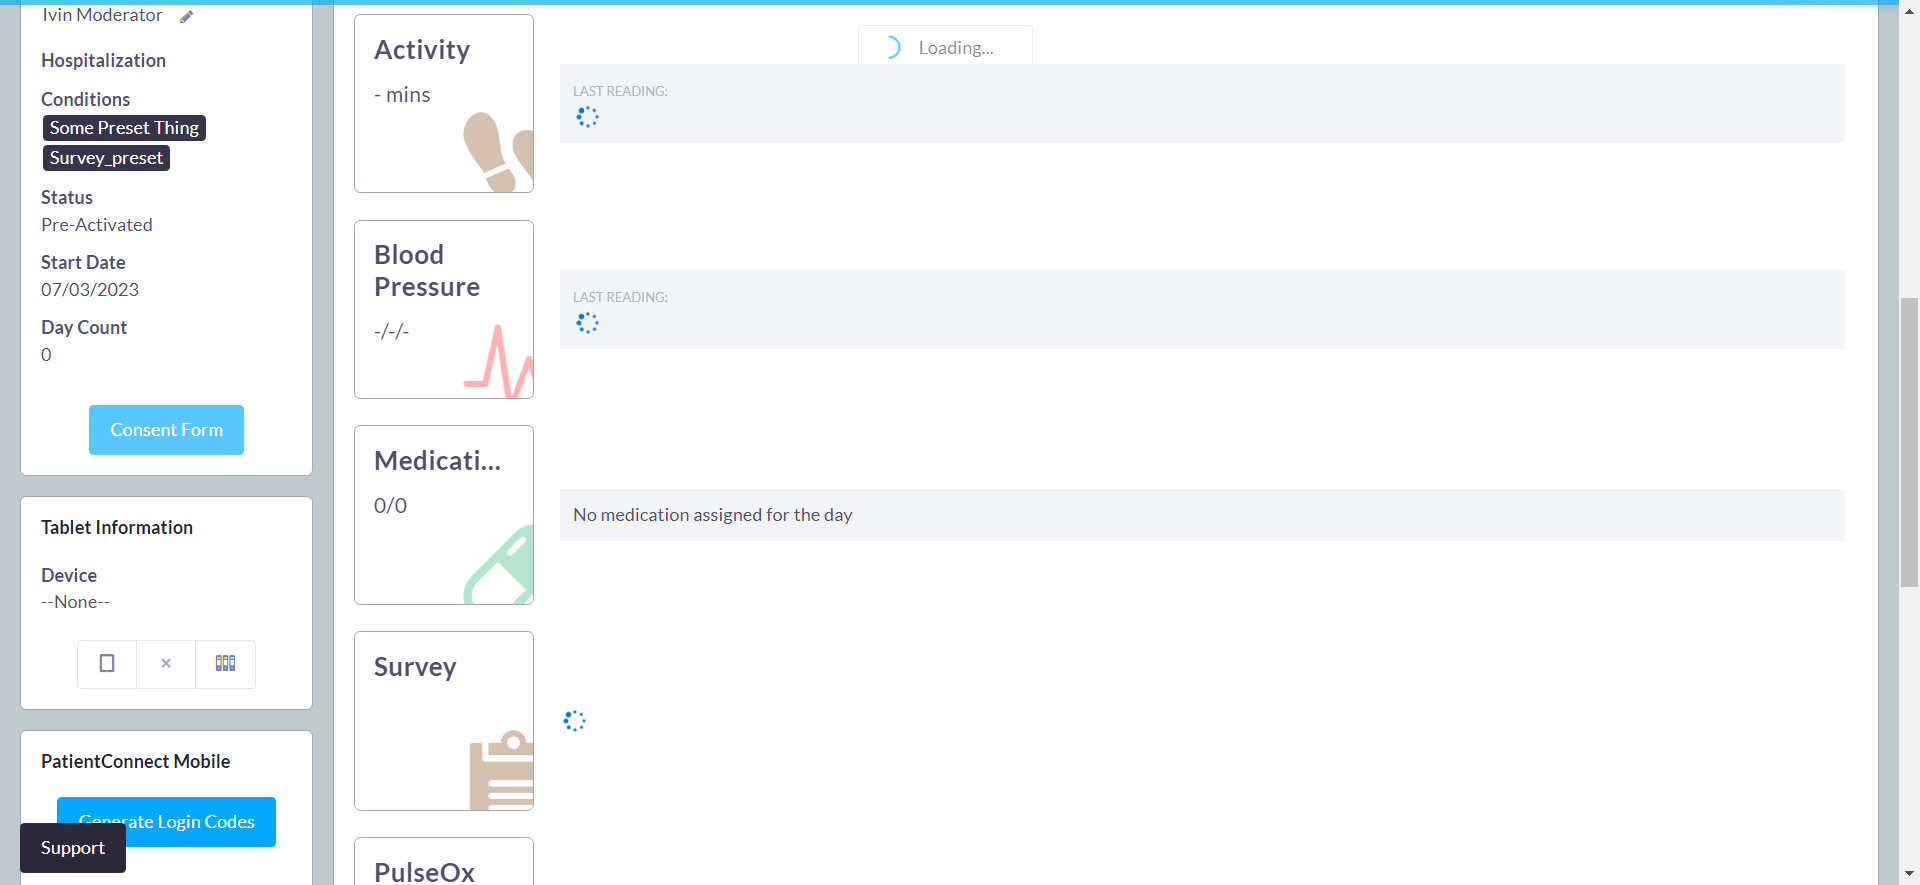 Ivin Moderator
Hospitalization
Conditions
Some Preset Thing
Survey_preset
Status
Pre-Activated
Start Date
07/03/2023
Day Count
0
Consent Form
Tablet Information
Device
--None--
PatientConnect Mobile
Generate Login Codes
Support
Activity
- mins
Loading...
LAST READING:
Blood
Pressure
-/-/-
LAST READING:
Medicati...
0/0
No medication assigned for the day
Survey
PulseOx